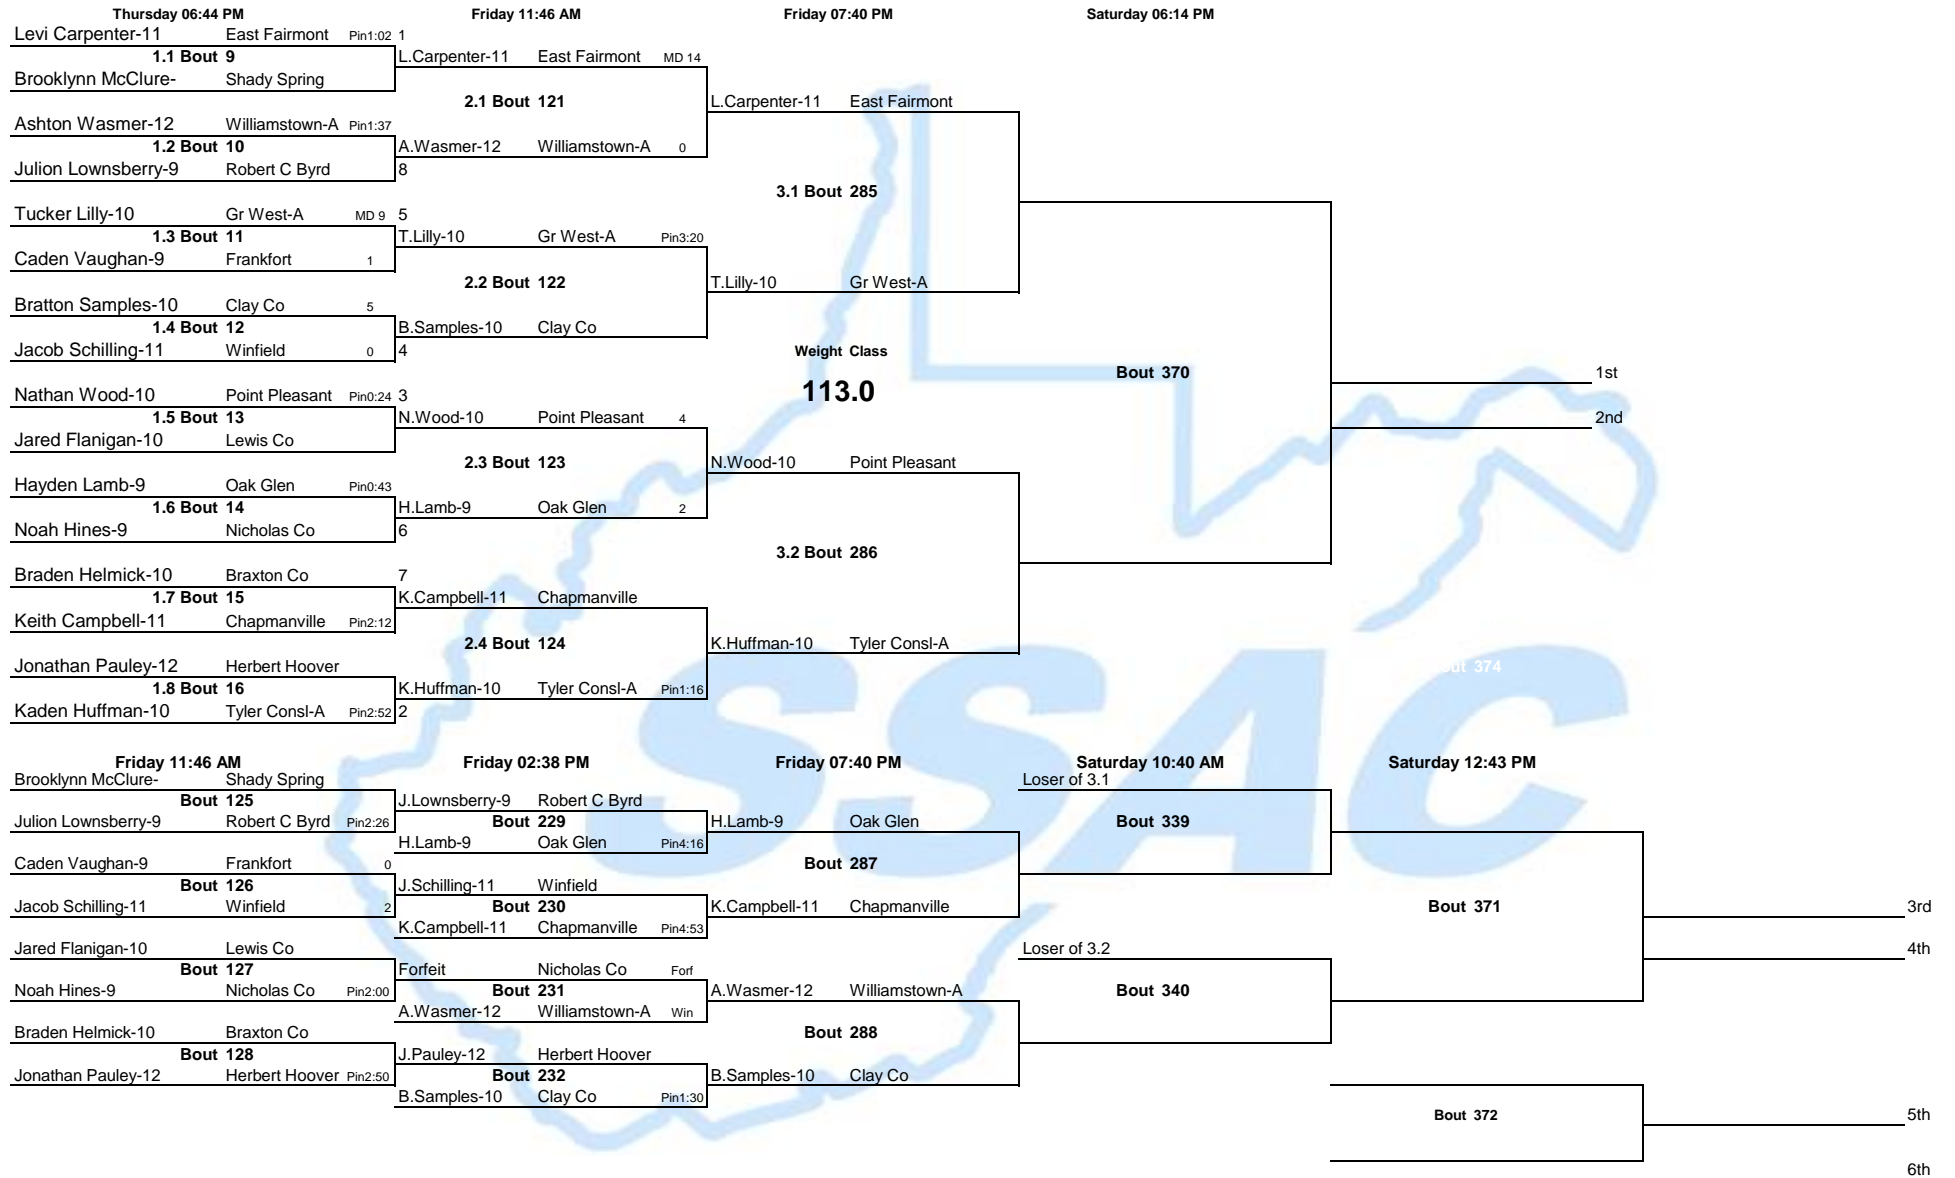 Thursday 06:44 PM Friday 11:46 AM Friday 07:40 PM Saturday 06:14 PM
Levi Carpenter-11 East Fairmont Pin1:02 1
1.1 Bout 9 L.Carpenter-11 East Fairmont MD 14
Brooklynn McClure- Shady Spring
2.1 Bout 121 L.Carpenter-11 East Fairmont
Ashton Wasmer-12 Williamstown-A Pin1:37
1.2 Bout 10 A.Wasmer-12 Williamstown-A 0
Julion Lownsberry-9 Robert C Byrd 8
3.1 Bout 285
Tucker Lilly-10 Gr West-A MD 9 5
1.3 Bout 11 T.Lilly-10 Gr West-A Pin3:20
Caden Vaughan-9 Frankfort 1
2.2 Bout 122 T.Lilly-10 Gr West-A
Bratton Samples-10 Clay Co 5
1.4 Bout 12 B.Samples-10 Clay Co
Jacob Schilling-11 Winfield 0 4 Weight Class
Bout 370 1st
Nathan Wood-10 Point Pleasant Pin0:24 3 113.0
1.5 Bout 13 N.Wood-10 Point Pleasant 4 2nd
Jared Flanigan-10 Lewis Co
2.3 Bout 123 N.Wood-10 Point Pleasant
Hayden Lamb-9 Oak Glen Pin0:43
1.6 Bout 14 H.Lamb-9 Oak Glen 2
Noah Hines-9 Nicholas Co 6
3.2 Bout 286
Braden Helmick-10 Braxton Co 7
1.7 Bout 15 K.Campbell-11 Chapmanville
Keith Campbell-11 Chapmanville Pin2:12
2.4 Bout 124 K.Huffman-10 Tyler Consl-A
Jonathan Pauley-12 Herbert Hoover 374
1.8 Bout 16 K.Huffman-10 Tyler Consl-A Pin1:16
Kaden Huffman-10 Tyler Consl-A Pin2:52 2
SSAC
Friday 11:46 AM Friday 02:38 PM Friday 07:40 PM Saturday 10:40 AM Saturday 12:43 PM
Brooklynn McClure- Shady Spring Loser of 3.1
Bout 125 J.Lownsberry-9 Robert C Byrd
Julion Lownsberry-9 Robert C Byrd Pin2:26 Bout 229 H.Lamb-9 Oak Glen Bout 339
H.Lamb-9 Oak Glen Pin4:16
Caden Vaughan-9 Frankfort 0 Bout 287
Bout 126 J.Schilling-11 Winfield
Jacob Schilling-11 Winfield 2 Bout 230 K.Campbell-11 Chapmanville Bout 371 3rd
K.Campbell-11 Chapmanville Pin4:53
Jared Flanigan-10 Lewis Co Loser of 3.2 4th
Bout 127 Forfeit Nicholas Co Forf
Noah Hines-9 Nicholas Co Pin2:00 Bout 231 A.Wasmer-12 Williamstown-A Bout 340
A.Wasmer-12 Williamstown-A Win
Braden Helmick-10 Braxton Co Bout 288
Bout 128 J.Pauley-12 Herbert Hoover
Jonathan Pauley-12 Herbert Hoover Pin2:50 Bout 232 B.Samples-10 Clay Co
B.Samples-10 Clay Co Pin1:30
Bout 372 5th
6th